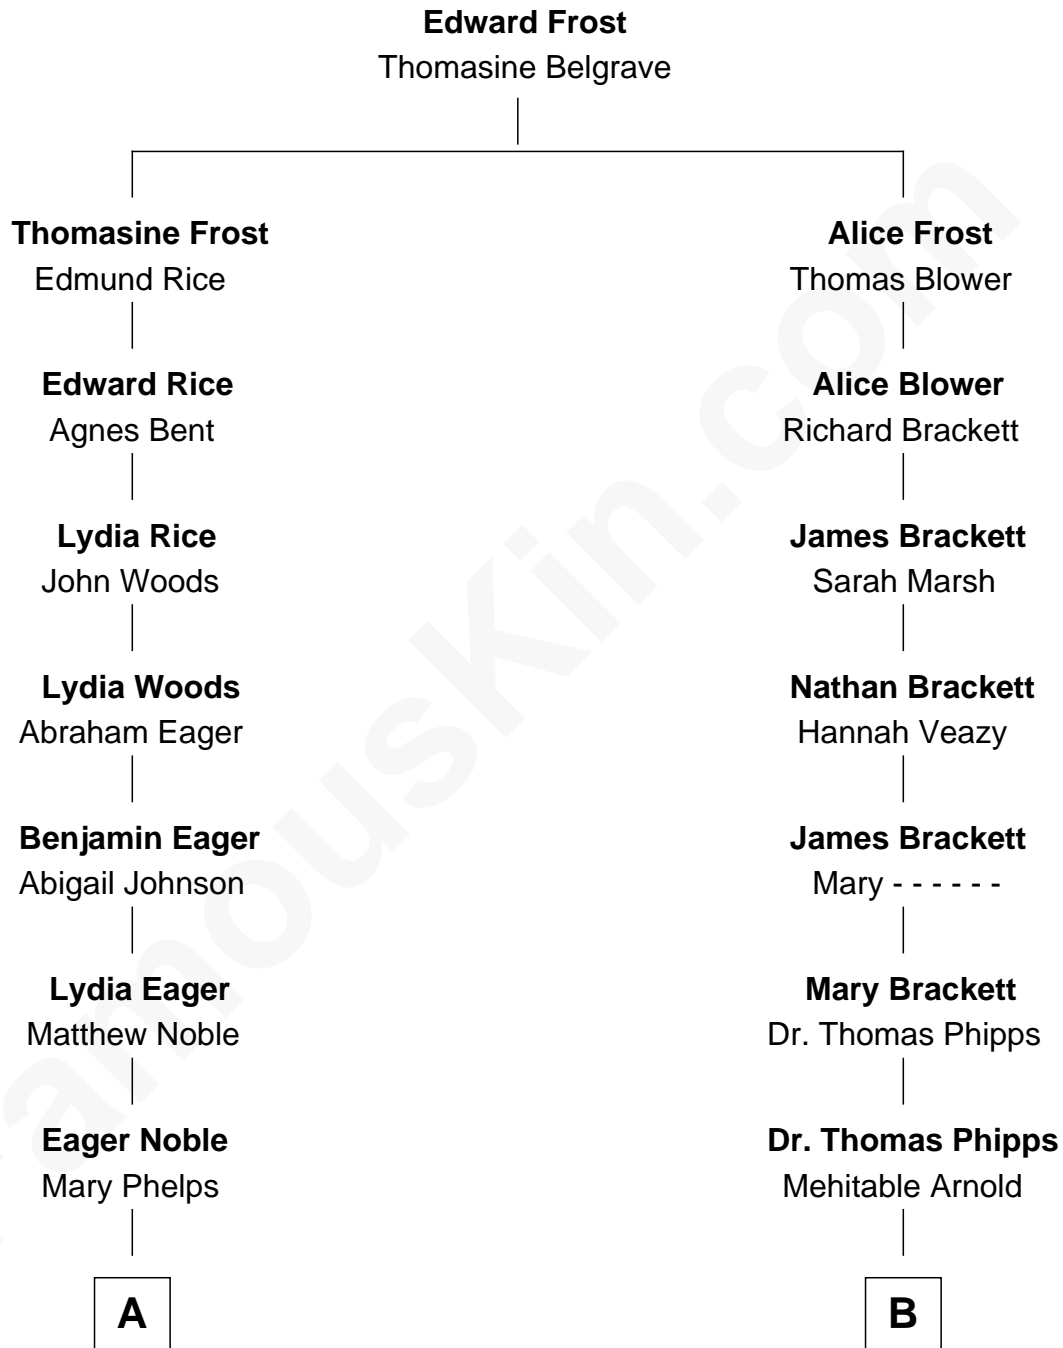 Edward Frost
Thomasine Belgrave
Thomasine Frost
Edmund Rice
Alice Frost
Thomas Blower
Edward Rice
Agnes Bent
Alice Blower
Richard Brackett
Lydia Rice
John Woods
James Brackett
Sarah Marsh
Lydia Woods
Abraham Eager
Nathan Brackett
Hannah Veazy
Benjamin Eager
Abigail Johnson
James Brackett
Mary - - - - - -
Lydia Eager
Matthew Noble
Mary Brackett
Dr. Thomas Phipps
Eager Noble
Mary Phelps
Dr. Thomas Phipps
Mehitable Arnold
A
B
FamousKin.com